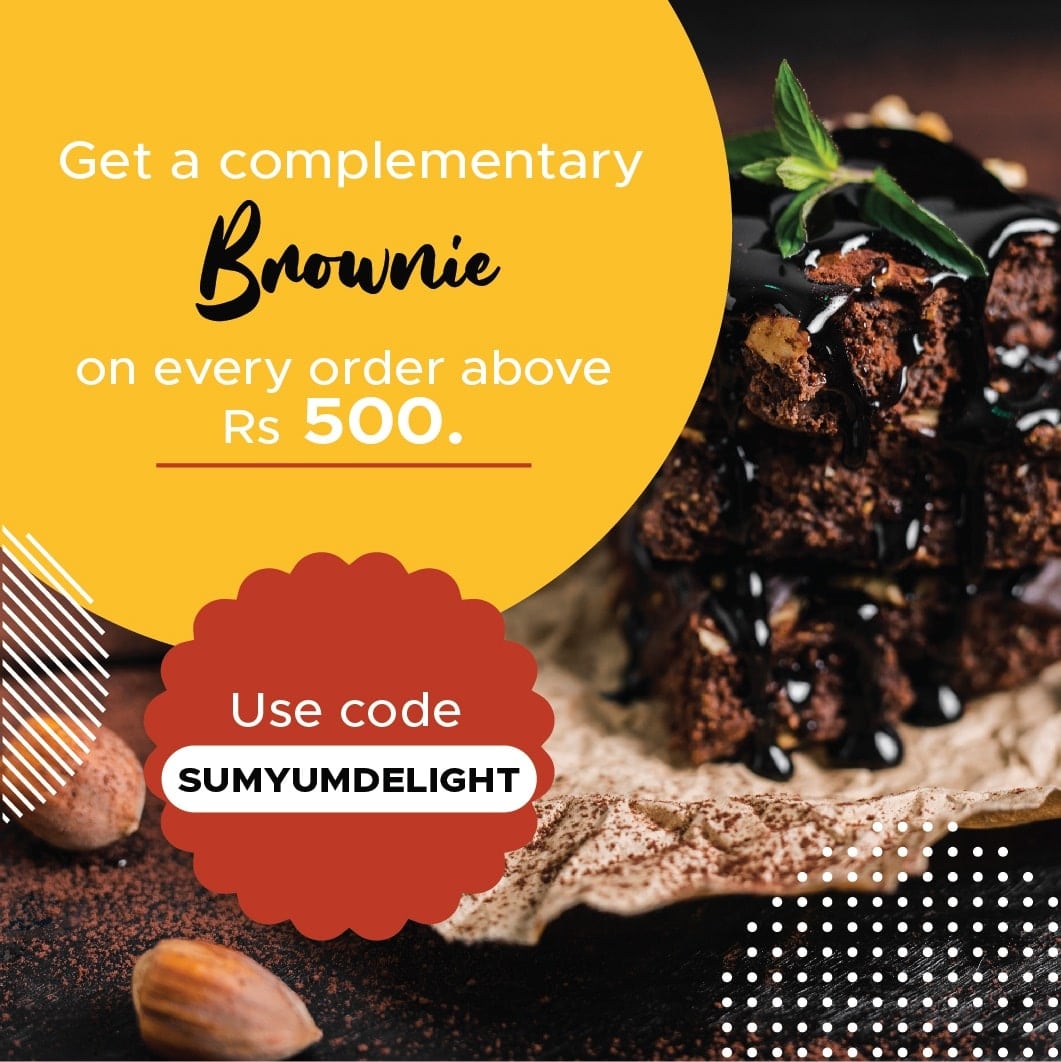 Get a complementary
Brownie
on every order above
Rs 500.
Use code
SUMYUMDELIGHT